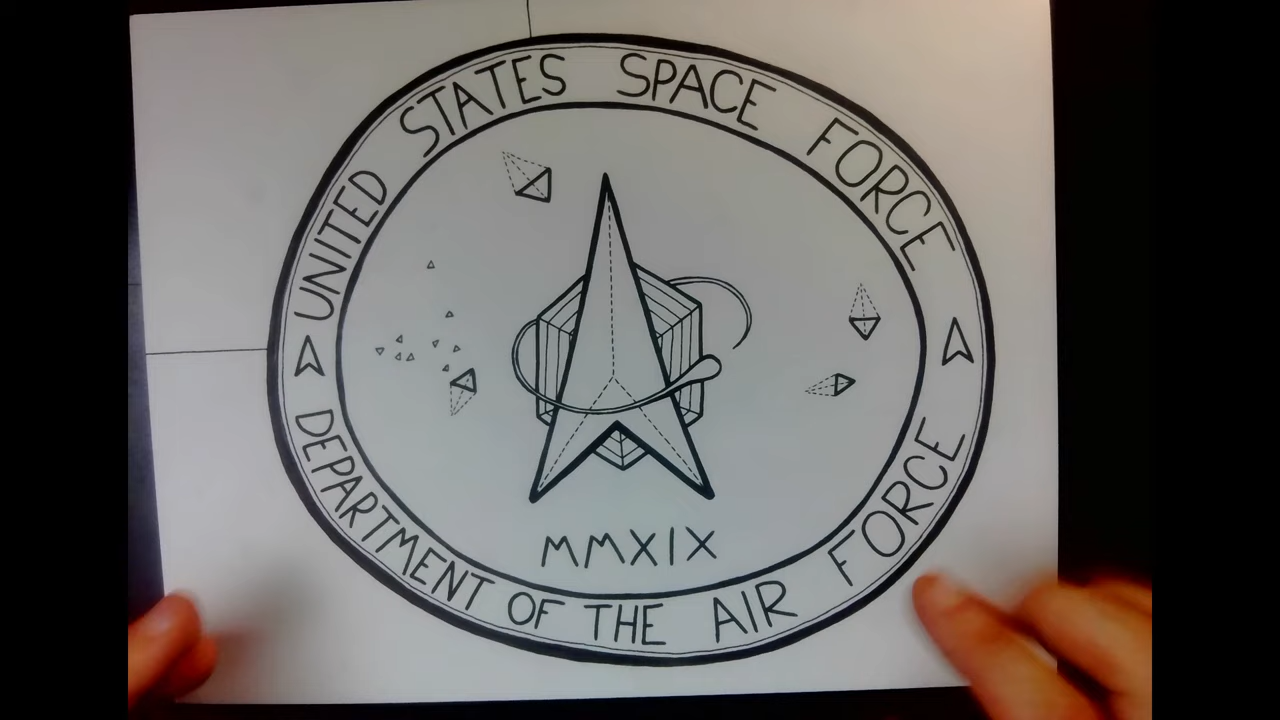 UNITED STATES SPACE FORCE
MMXIX
DEPARTMENT OF THE AIR FORCE